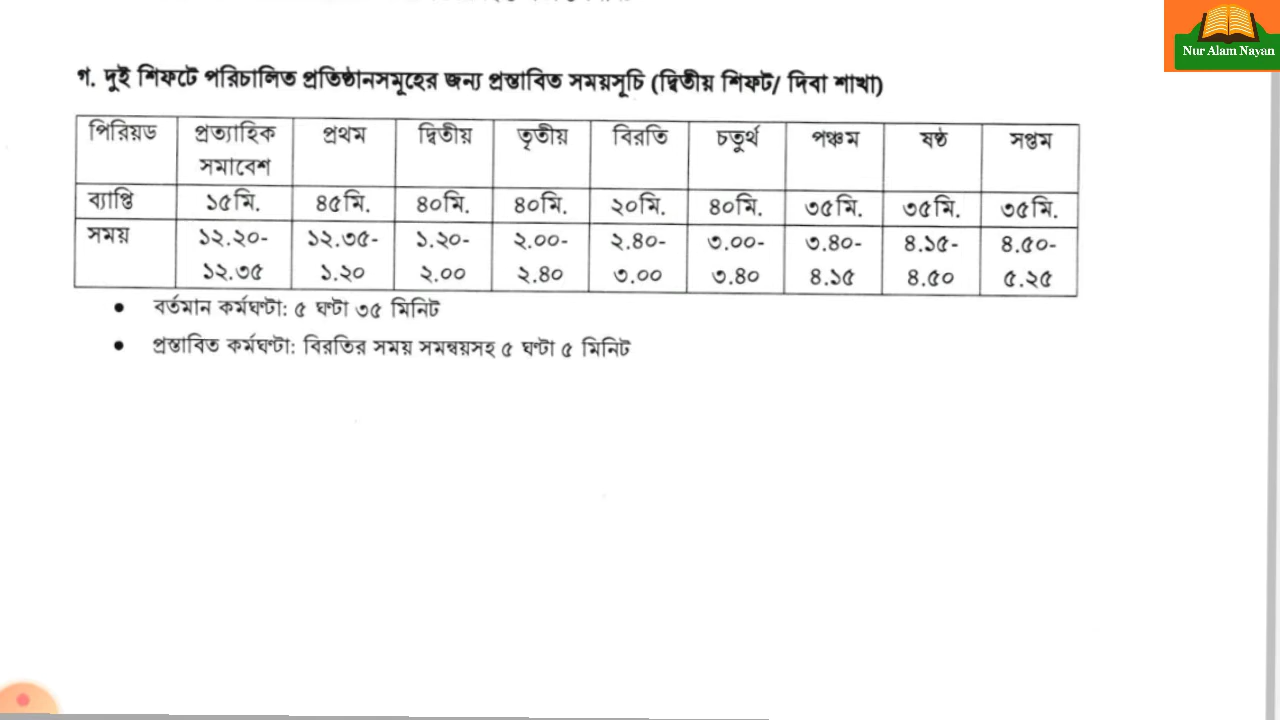 Nur Alam Nayan
গ. দুই শিফটে পরিচালিত প্রতিষ্ঠানসমূহের জন্য প্রস্তাবিত সময়সূচি (দ্বিতীয় শিফট/ দিবা শাখা)
পিরিয়ড প্রত্যাহিক সমাবেশ প্রথম দ্বিতীয় তৃতীয় বিরতি চতুর্থ পঞ্চম ষষ্ঠ সপ্তম
ব্যাপ্তি ১৫মি. ৪৫মি. ৪০মি. ৪০মি. ২০মি. ৪০মি. ৩৫মি. ৩৫মি. ৩৫মি.
সময় ১২.২০- ১২.৩৫- ১.২০- ২.০০- ২.৪০- ৩.০০- ৩.৪০- ৪.১৫- ৪.৫০-
১২.৩৫ ১.২০ ২.০০ ২.৪০ ৩.০০ ৩.৪০ ৪.১৫ ৪.৫০ ৫.২৫
• বর্তমান কর্মঘণ্টা: ৫ ঘণ্টা ৩৫ মিনিট
• প্রস্তাবিত কর্মঘণ্টা: বিরতির সময় সমন্বয়সহ ৫ ঘণ্টা ৫ মিনিট